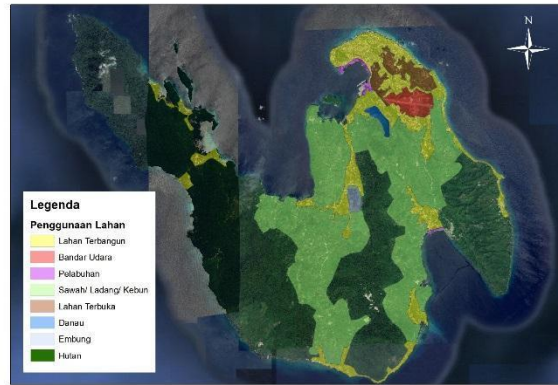 N
Legenda
Penggunaan Lahan
Lahan Terbangun
Bandar Udara
Pelabuhan
Sawah/ Ladang/ Kebun
Lahan Terbuka
Danau
Embung
Hutan